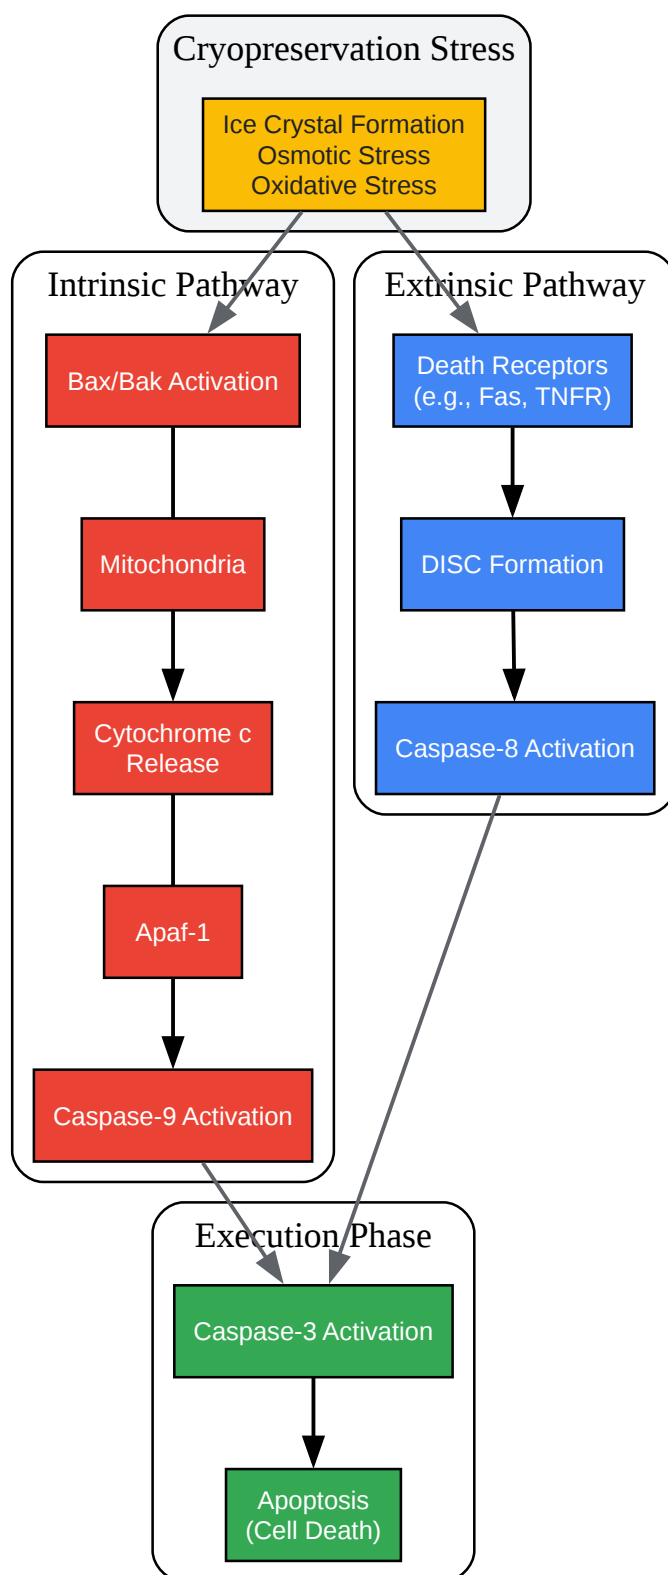 Cryopreservation Stress
Ice Crystal Formation
Osmotic Stress
Oxidative Stress
Intrinsic Pathway
Bax/Bak Activation
Mitochondria
Cytochrome c
Release
Apaf-1
Caspase-9 Activation
Extrinsic Pathway
Death Receptors
(e.g., Fas, TNFR)
DISC Formation
Caspase-8 Activation
Execution Phase
Caspase-3 Activation
Apoptosis
(Cell Death)